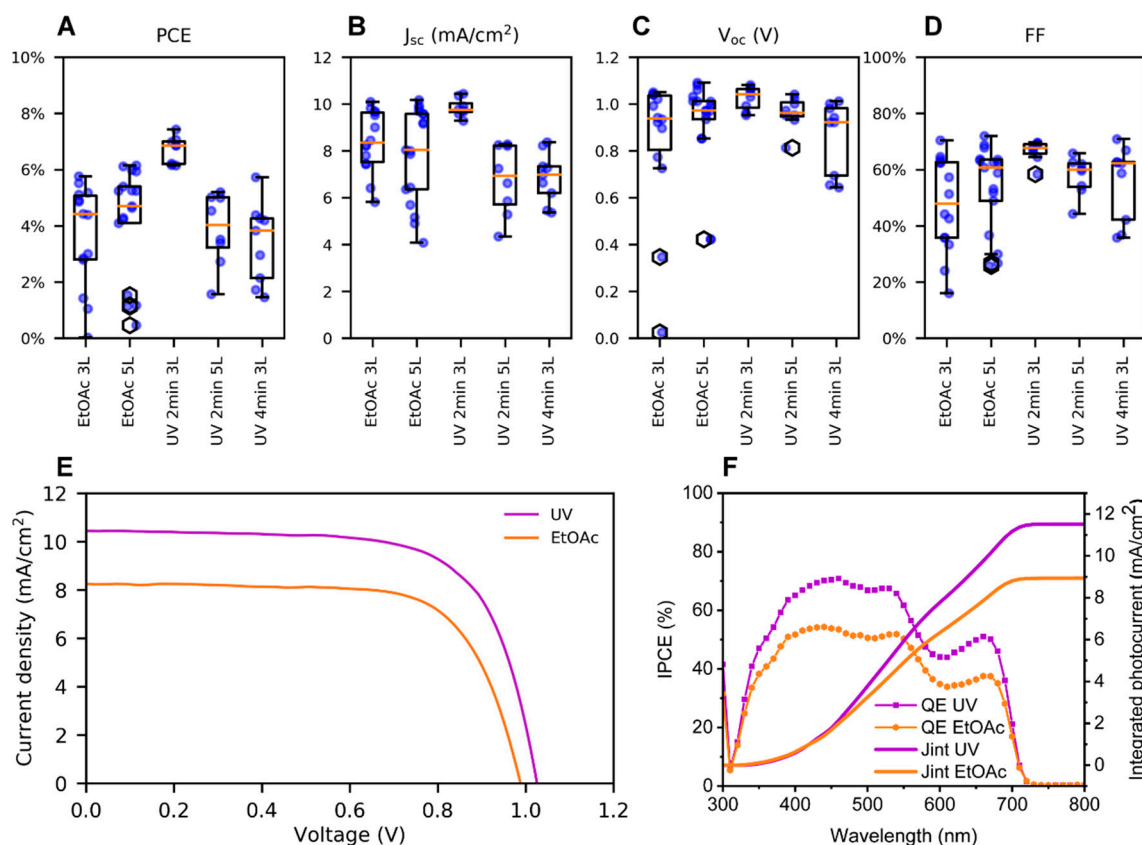 A PCE
B Jsc (mA/cm²)
C Voc (V)
D FF
10%
8%
6%
4%
2%
0%
12
10
8
6
4
2
0
1.2
1.0
0.8
0.6
0.4
0.2
0.0
100%
80%
60%
40%
20%
0%
EtOAc 3L
EtOAc 5L
UV 2min 3L
UV 2min 5L
UV 4min 3L
EtOAc 3L
EtOAc 5L
UV 2min 3L
UV 2min 5L
UV 4min 3L
EtOAc 3L
EtOAc 5L
UV 2min 3L
UV 2min 5L
UV 4min 3L
EtOAc 3L
EtOAc 5L
UV 2min 3L
UV 2min 5L
UV 4min 3L
E
Current density (mA/cm²)
12
10
8
6
4
2
0
UV
EtOAc
0.0 0.2 0.4 0.6 0.8 1.0 1.2
Voltage (V)
F
IPCE (%)
100
80
60
40
20
0
QE UV
QE EtOAc
Jint UV
Jint EtOAc
12
11
8
6
4
2
0
Integrated photocurrent (mA/cm²)
300 400 500 600 700 800
Wavelength (nm)